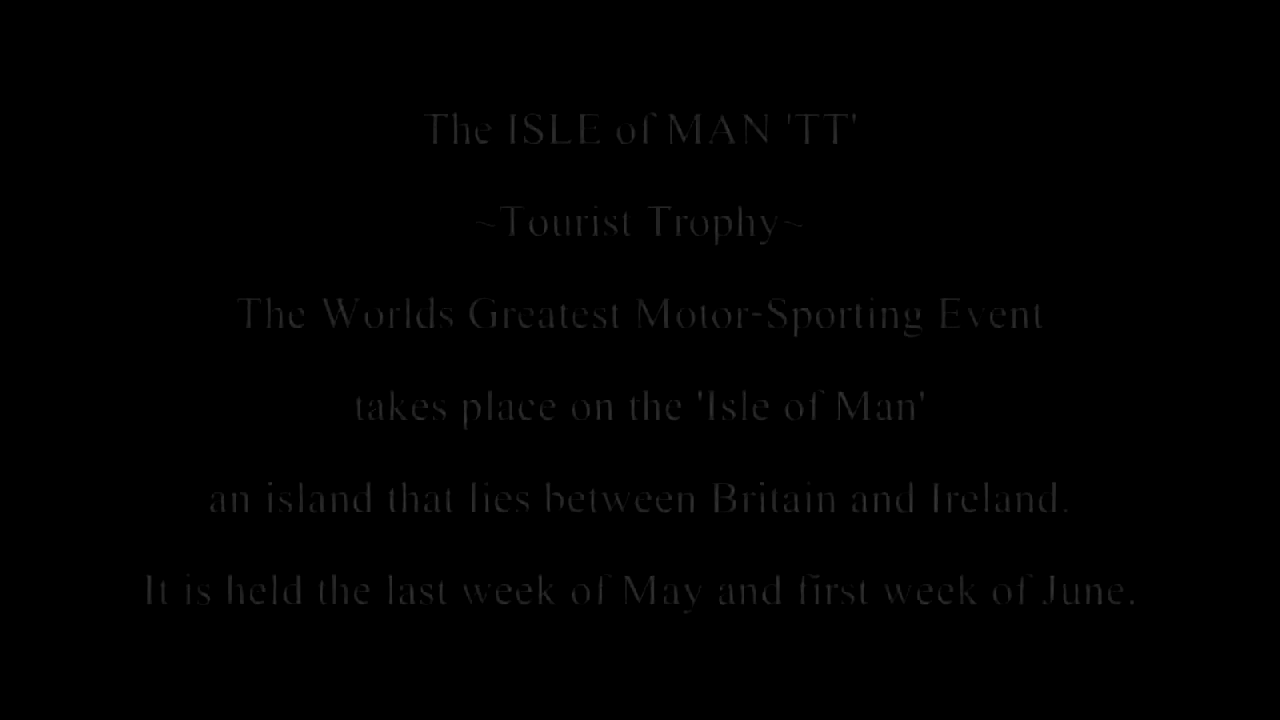 The ISLE of MAN 'TT'
~Tourist Trophy~
The Worlds Greatest Motor-Sporting Event
takes place on the 'Isle of Man'
an island that lies between Britain and Ireland.
It is held the last week of May and first week of June.